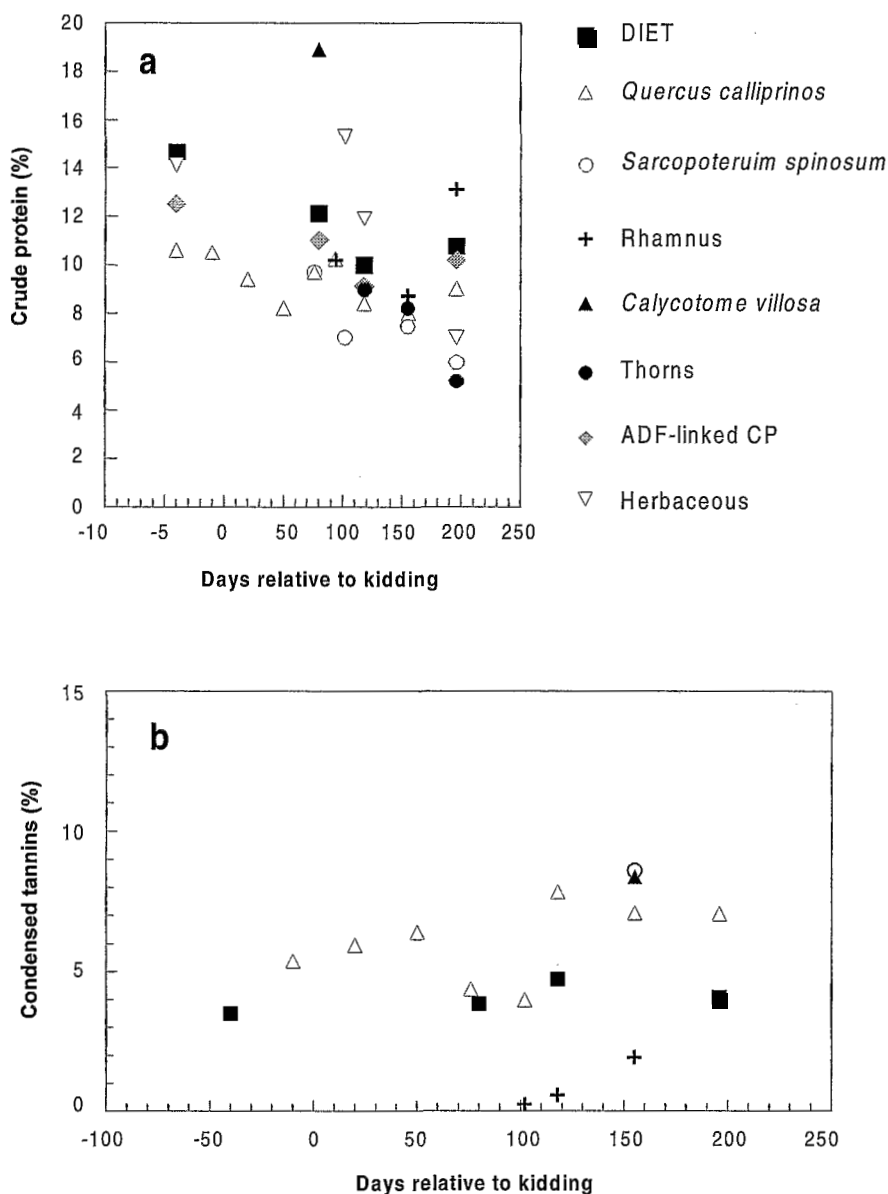 20
18
16
14
12
10
8
6
4
2
0
a
Crude protein (%)
-10 -5 0 50 100 150 200 250
Days relative to kidding
DIET
Quercus calliprinos
Sarcopoteruim spinosum
Rhamnus
Calycotome villosa
Thorns
ADF-linked CP
Herbaceous
15
10
5
0
b
Condensed tannins (%)
-100 -50 0 50 100 150 200 250
Days relative to kidding